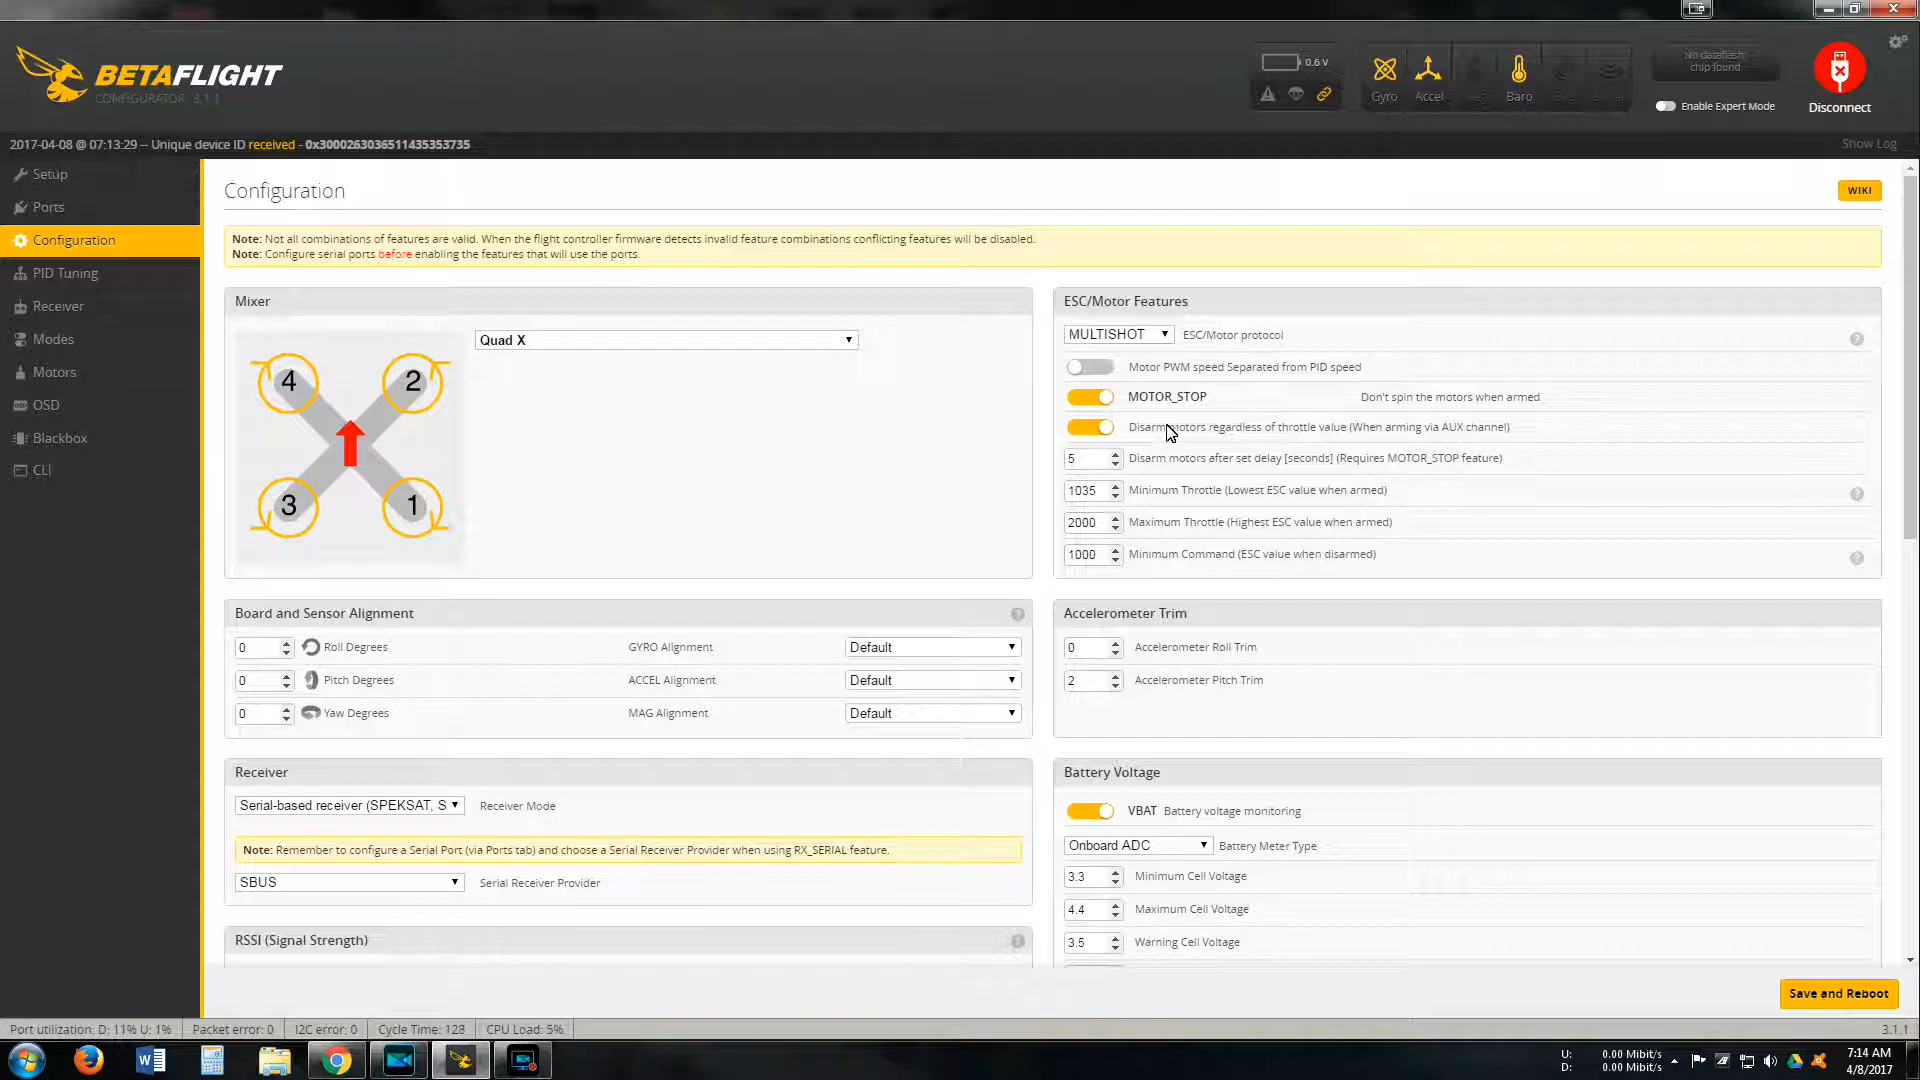 BETAFLIGHT
CONFIGURATOR 3.1.1
0.6 V
Gyro
Accel
Baro
No dataflash
chip found
Enable Expert Mode
Disconnect
2017-04-08 @ 07:13:29 -- Unique device ID received - 0x3000263036511435353735
Show Log
Setup
Ports
Configuration
PID Tuning
Receiver
Modes
Motors
OSD
Blackbox
CLI
Configuration
WIKI
Note: Not all combinations of features are valid. When the flight controller firmware detects invalid feature combinations conflicting features will be disabled.
Note: Configure serial ports before enabling the features that will use the ports.
Mixer
4
2
3
1
Quad X
ESC/Motor Features
MULTISHOT ESC/Motor protocol
Motor PWM speed Separated from PID speed
MOTOR_STOP Don't spin the motors when armed
Disarm motors regardless of throttle value (When arming via AUX channel)
5 Disarm motors after set delay [seconds] (Requires MOTOR_STOP feature)
1035 Minimum Throttle (Lowest ESC value when armed)
2000 Maximum Throttle (Highest ESC value when armed)
1000 Minimum Command (ESC value when disarmed)
Board and Sensor Alignment
0 Roll Degrees GYRO Alignment Default
0 Pitch Degrees ACCEL Alignment Default
0 Yaw Degrees MAG Alignment Default
Accelerometer Trim
0 Accelerometer Roll Trim
2 Accelerometer Pitch Trim
Receiver
Serial-based receiver (SPEKSAT, S Receiver Mode
Note: Remember to configure a Serial Port (via Ports tab) and choose a Serial Receiver Provider when using RX_SERIAL feature.
SBUS Serial Receiver Provider
Battery Voltage
VBAT Battery voltage monitoring
Onboard ADC Battery Meter Type
3.3 Minimum Cell Voltage
4.4 Maximum Cell Voltage
3.5 Warning Cell Voltage
RSSI (Signal Strength)
Save and Reboot
Port utilization: D: 11% U: 1% Packet error: 0 I2C error: 0 Cycle Time: 128 CPU Load: 5% 3.1.1
U: 0.00 Mibit/s
D: 0.00 Mibit/s
7:14 AM
4/8/2017